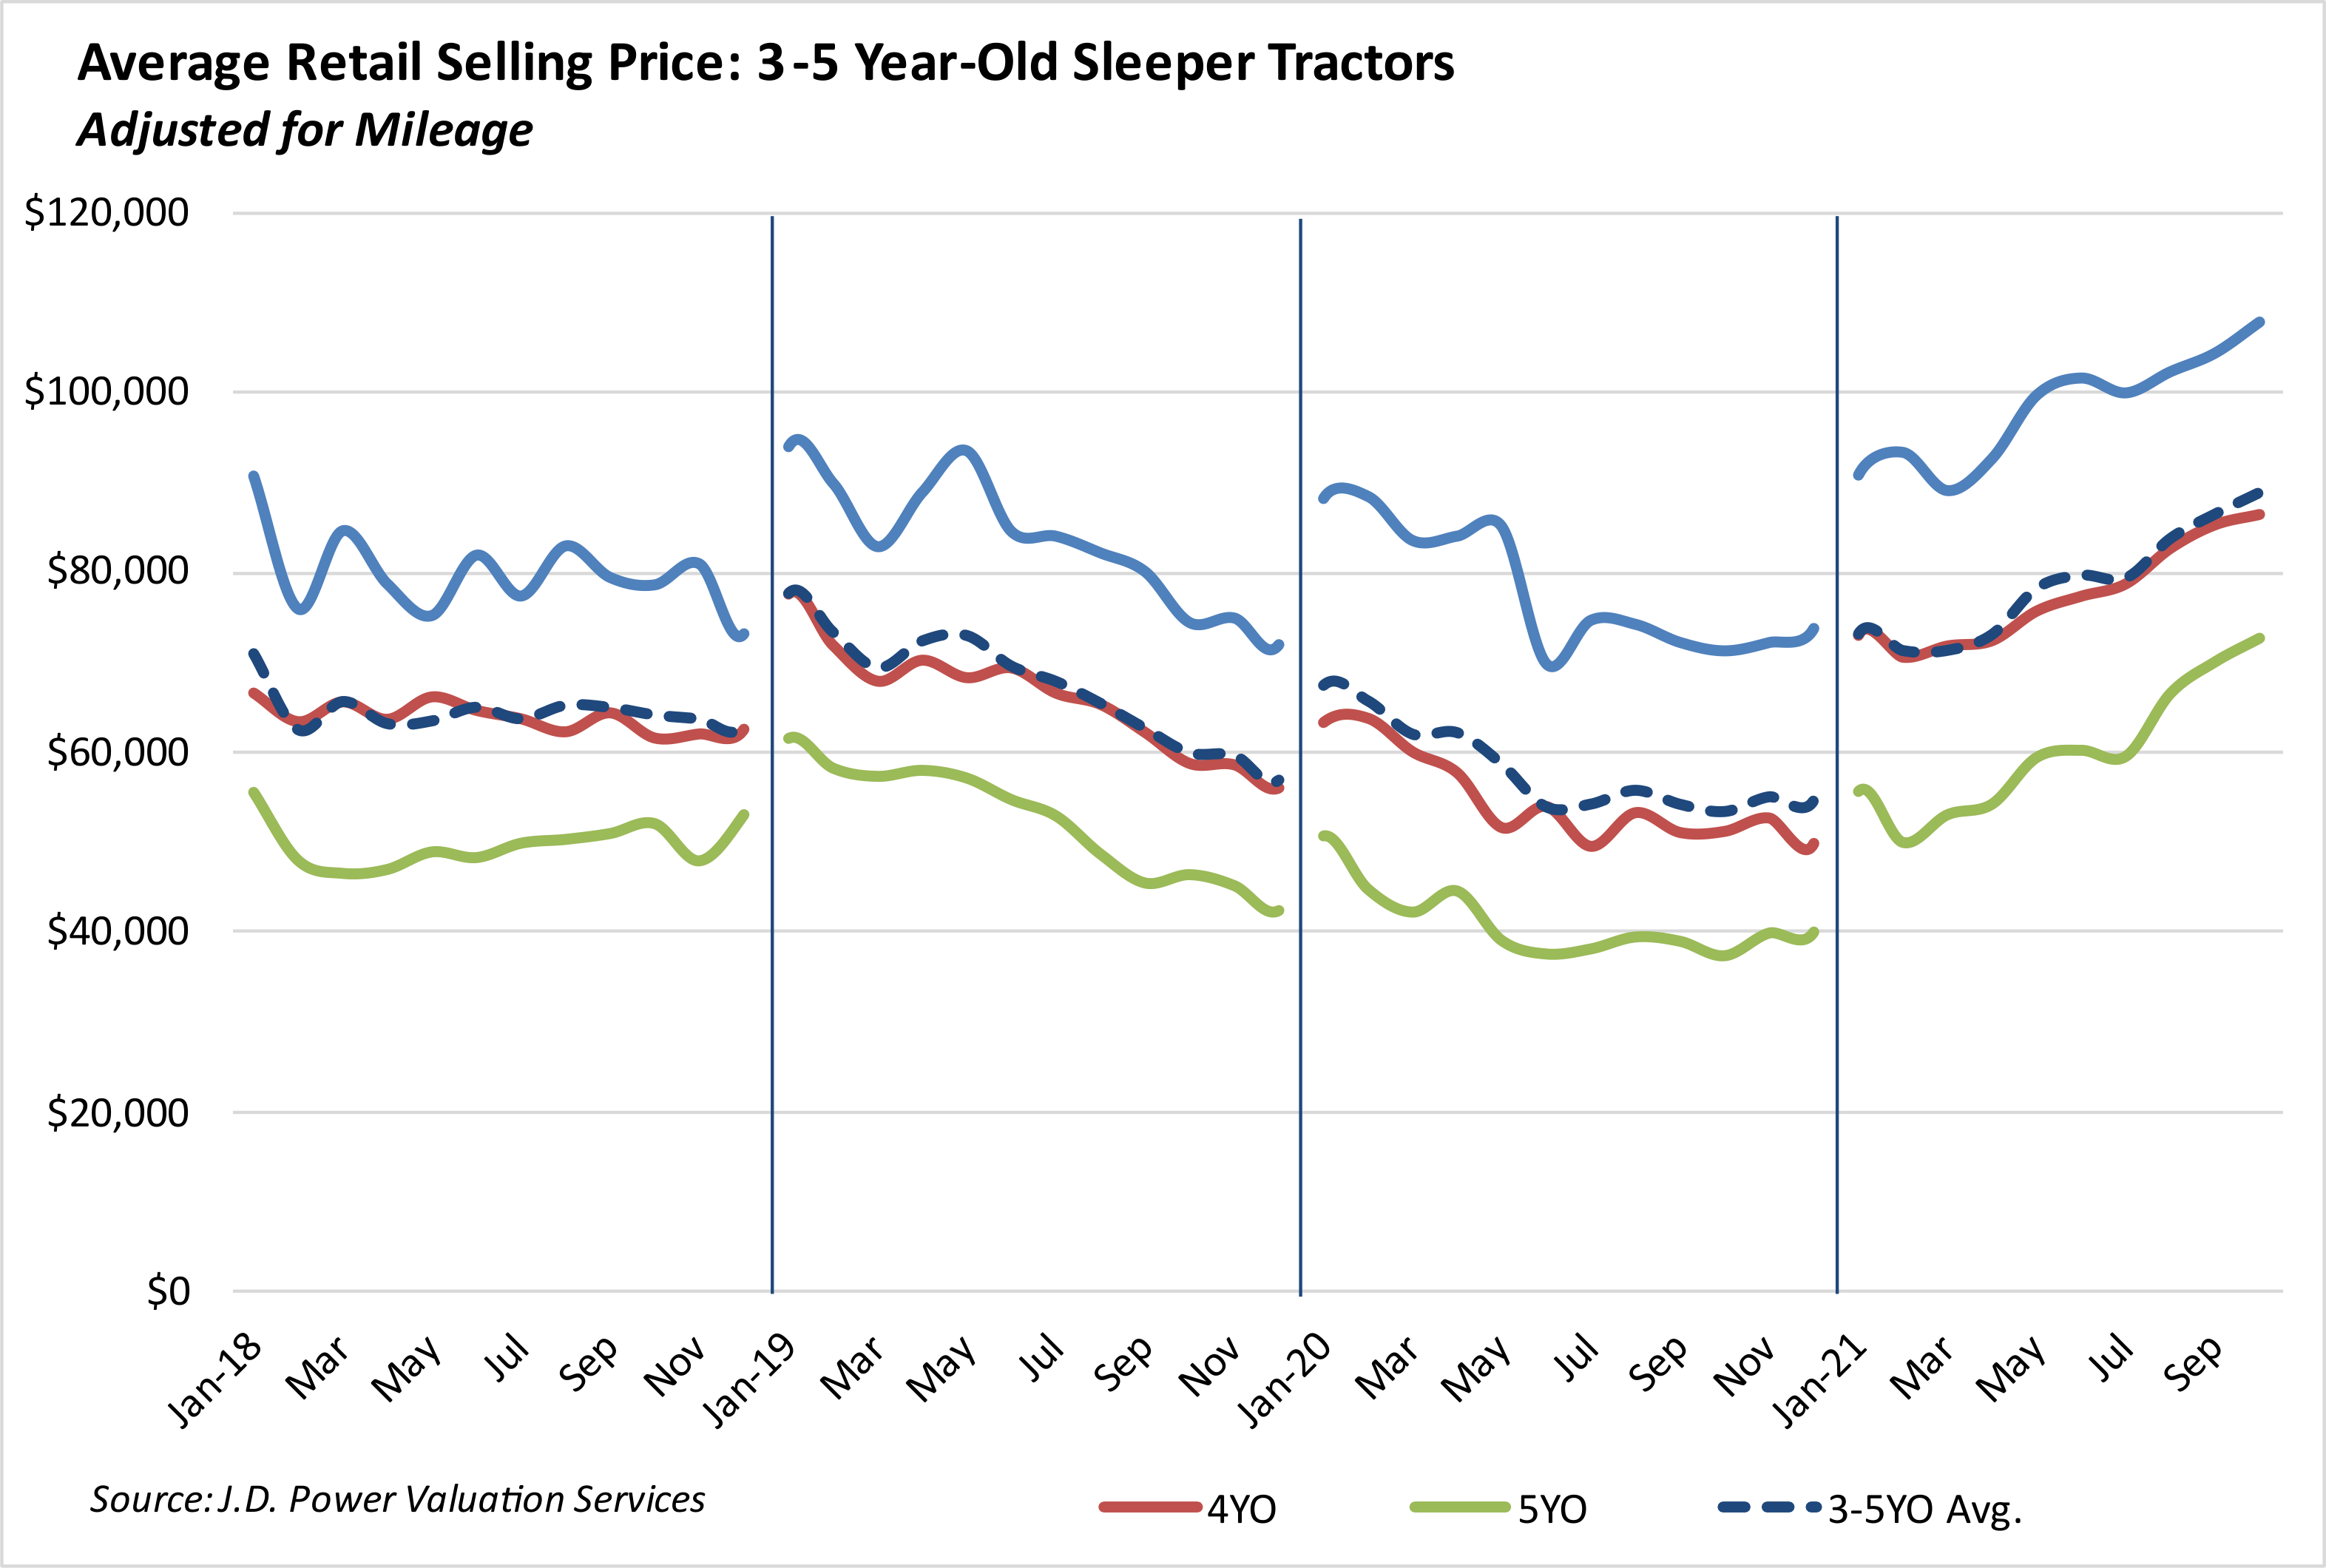 Average Retail Selling Price: 3 -5 Year-Old Sleeper Tractors
Adjusted for Milleage
$120,000
$100,000
$80,000
$60,000
$40,000
$20,000
$0
Jan-18 Mar May Jul Sep Nov Jan-19 Mar May Jul Sep Nov Jan-20 Mar May Jul Sep Nov Jan-21 Mar May Jul Sep
Source: J.D. Power Valuation Services 4YO 5YO 3-5YO Avg.